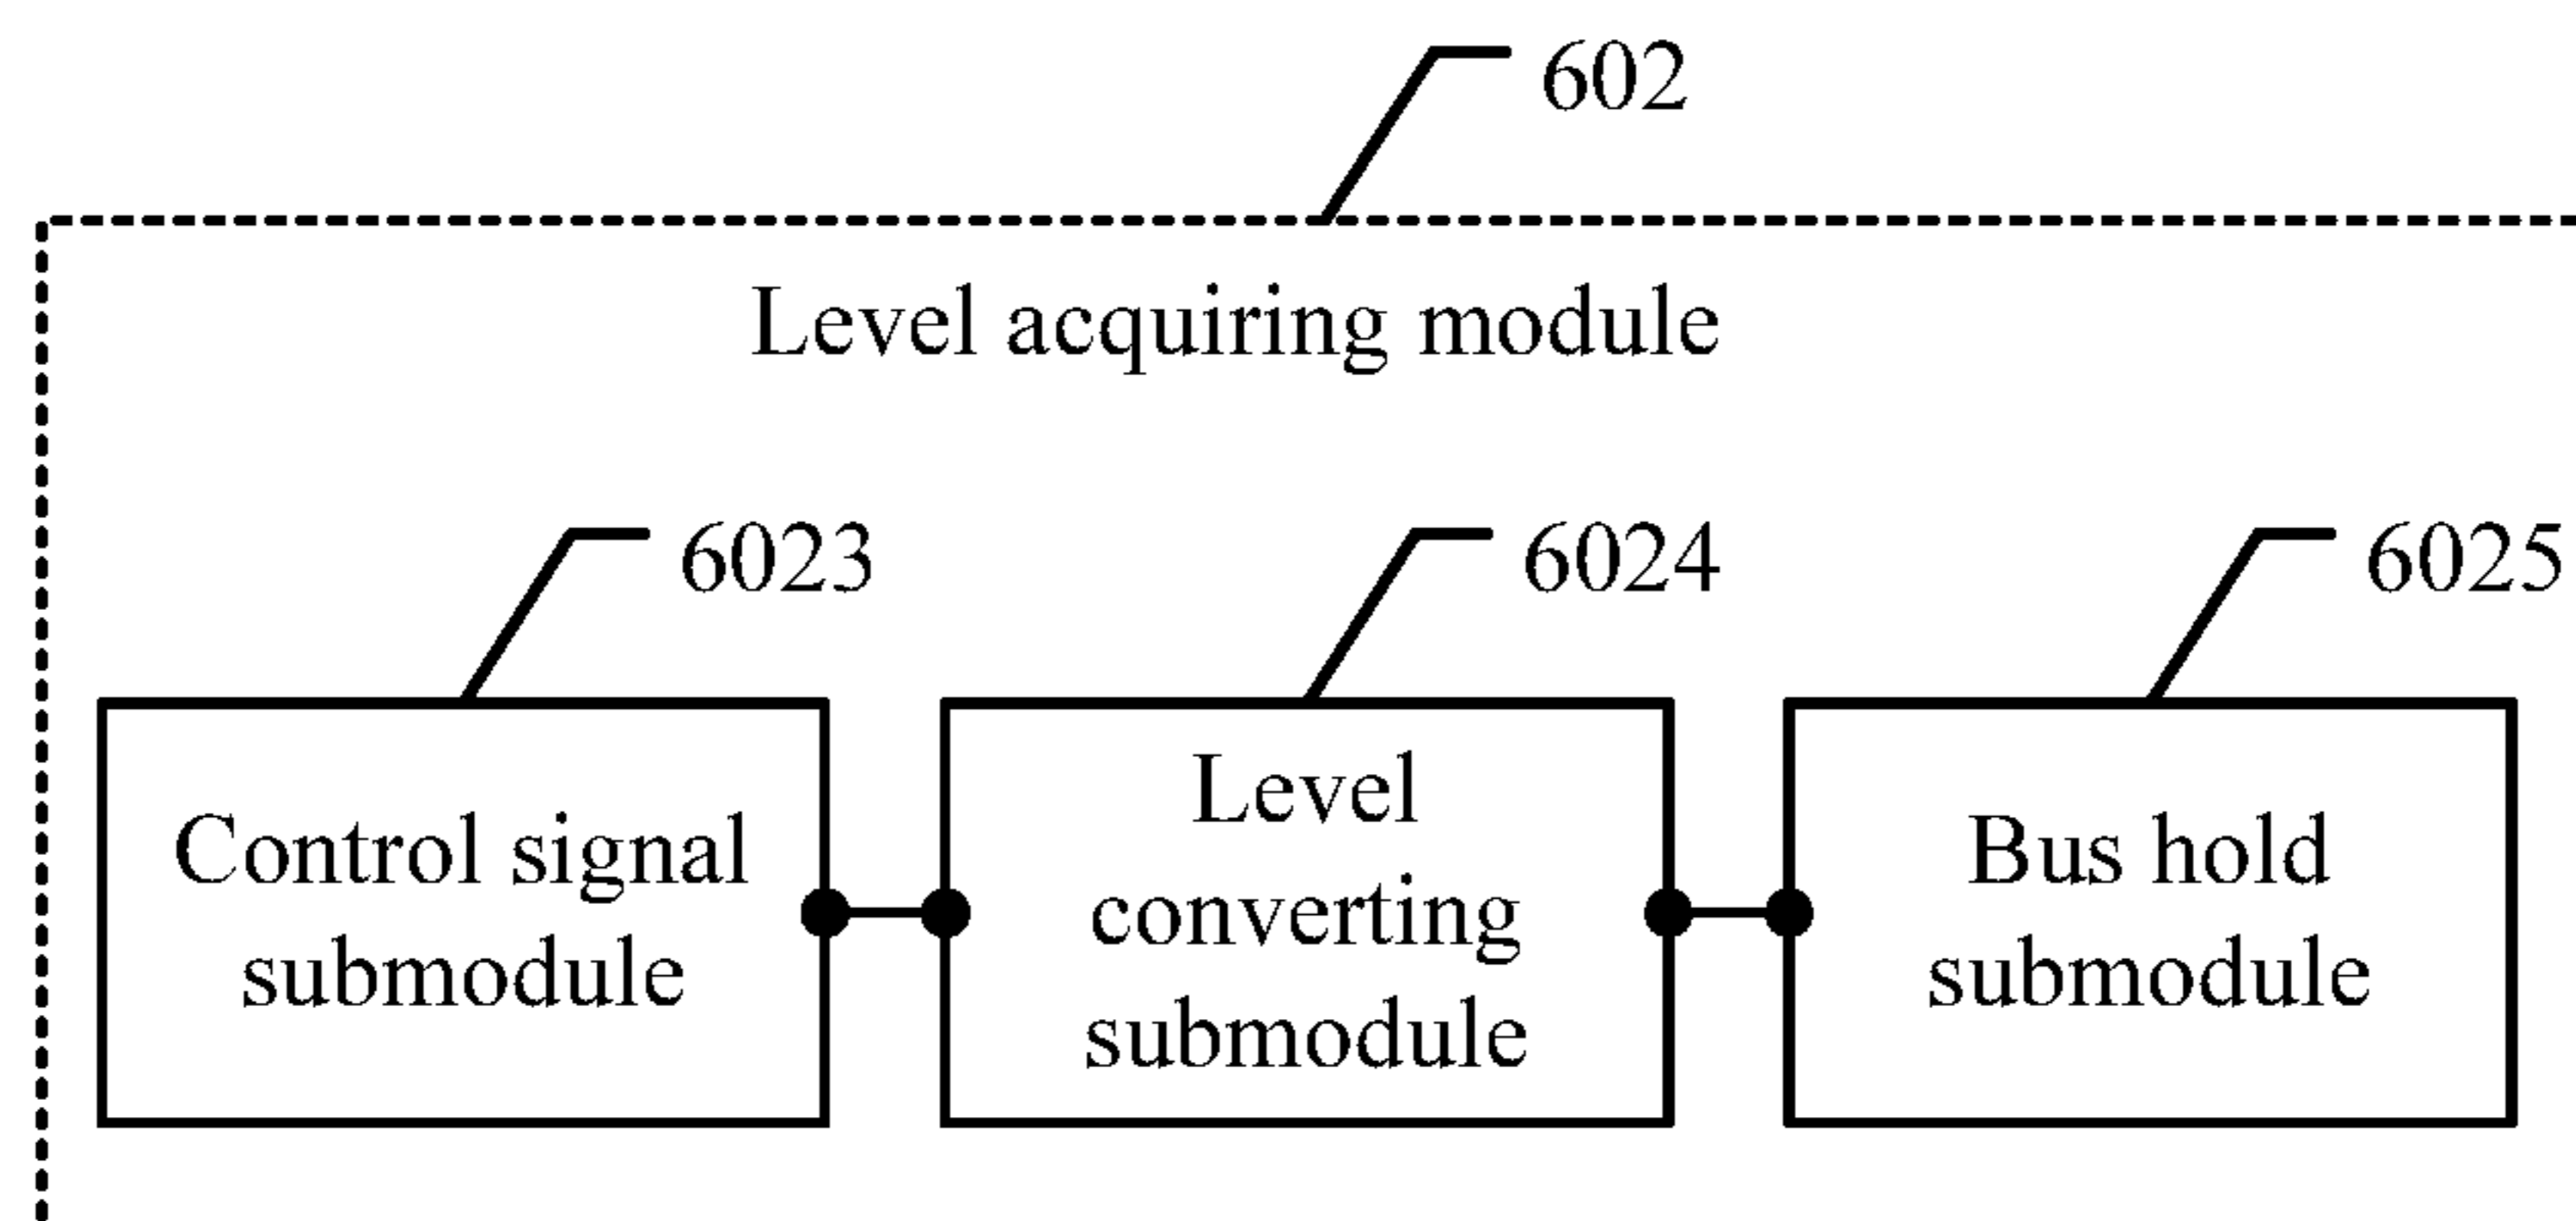 602
Level acquiring module
6023
6024
6025
Control signal
submodule
Level
converting
submodule
Bus hold
submodule